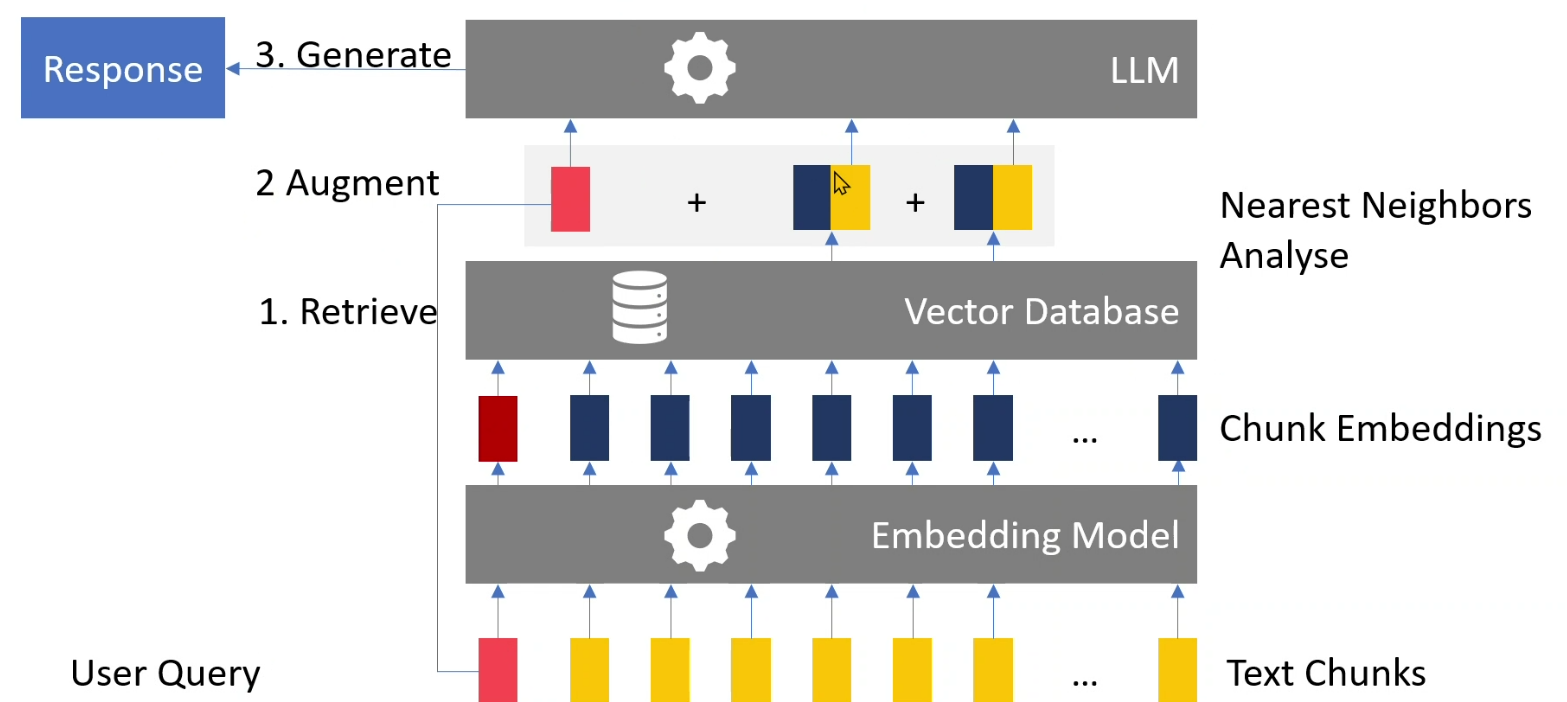 Response
3. Generate
LLM
2 Augment
+
+
Nearest Neighbors
Analyse
1. Retrieve
Vector Database
...
Chunk Embeddings
Embedding Model
User Query
...
Text Chunks